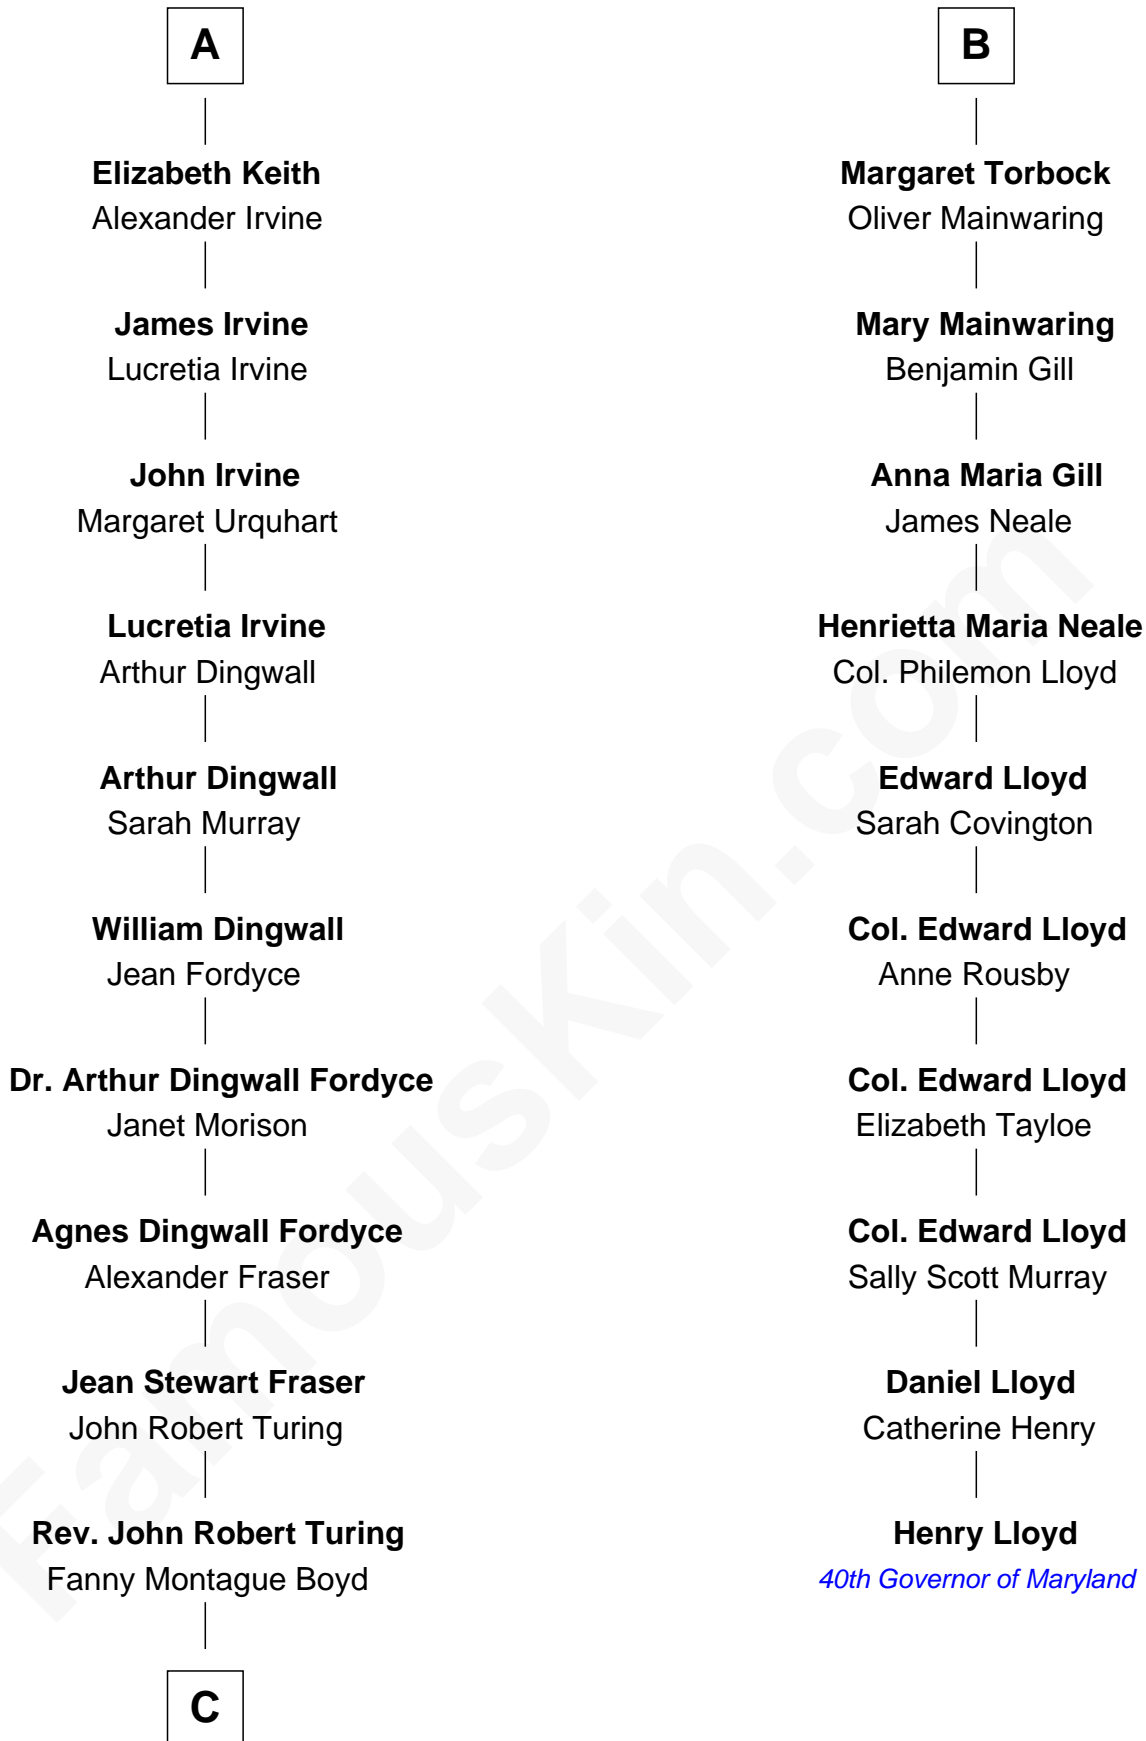 A
Elizabeth Keith
Alexander Irvine
James Irvine
Lucretia Irvine
John Irvine
Margaret Urquhart
Lucretia Irvine
Arthur Dingwall
Arthur Dingwall
Sarah Murray
William Dingwall
Jean Fordyce
Dr. Arthur Dingwall Fordyce
Janet Morison
Agnes Dingwall Fordyce
Alexander Fraser
Jean Stewart Fraser
John Robert Turing
Rev. John Robert Turing
Fanny Montague Boyd
C
B
Margaret Torbock
Oliver Mainwaring
Mary Mainwaring
Benjamin Gill
Anna Maria Gill
James Neale
Henrietta Maria Neale
Col. Philemon Lloyd
Edward Lloyd
Sarah Covington
Col. Edward Lloyd
Anne Rousby
Col. Edward Lloyd
Elizabeth Tayloe
Col. Edward Lloyd
Sally Scott Murray
Daniel Lloyd
Catherine Henry
Henry Lloyd
40th Governor of Maryland
FamousKin.com